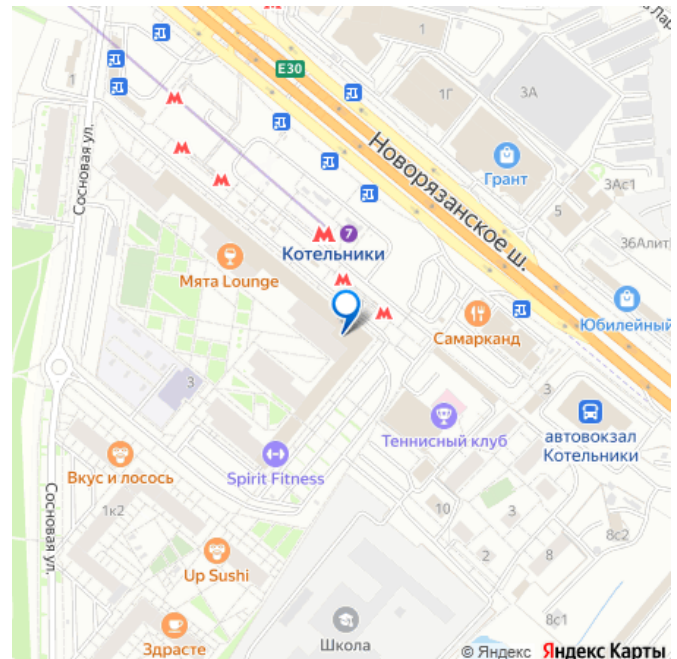 1
E30
1
1Г
3А
Новорязанское ш.
Грант
3Ас1
5
Сосновая ул.
7
Котельники
Мята Lounge
Юбилейный
Самарканд
3
3
Теннисный клуб
автовокзал
Котельники
Вкус и лосось
Spirit Fitness
Сосновая ул.
1к2
10
3
8с2
2
8
Up Sushi
8с1
Здрасте
Школа
© Яндекс Яндекс Карты